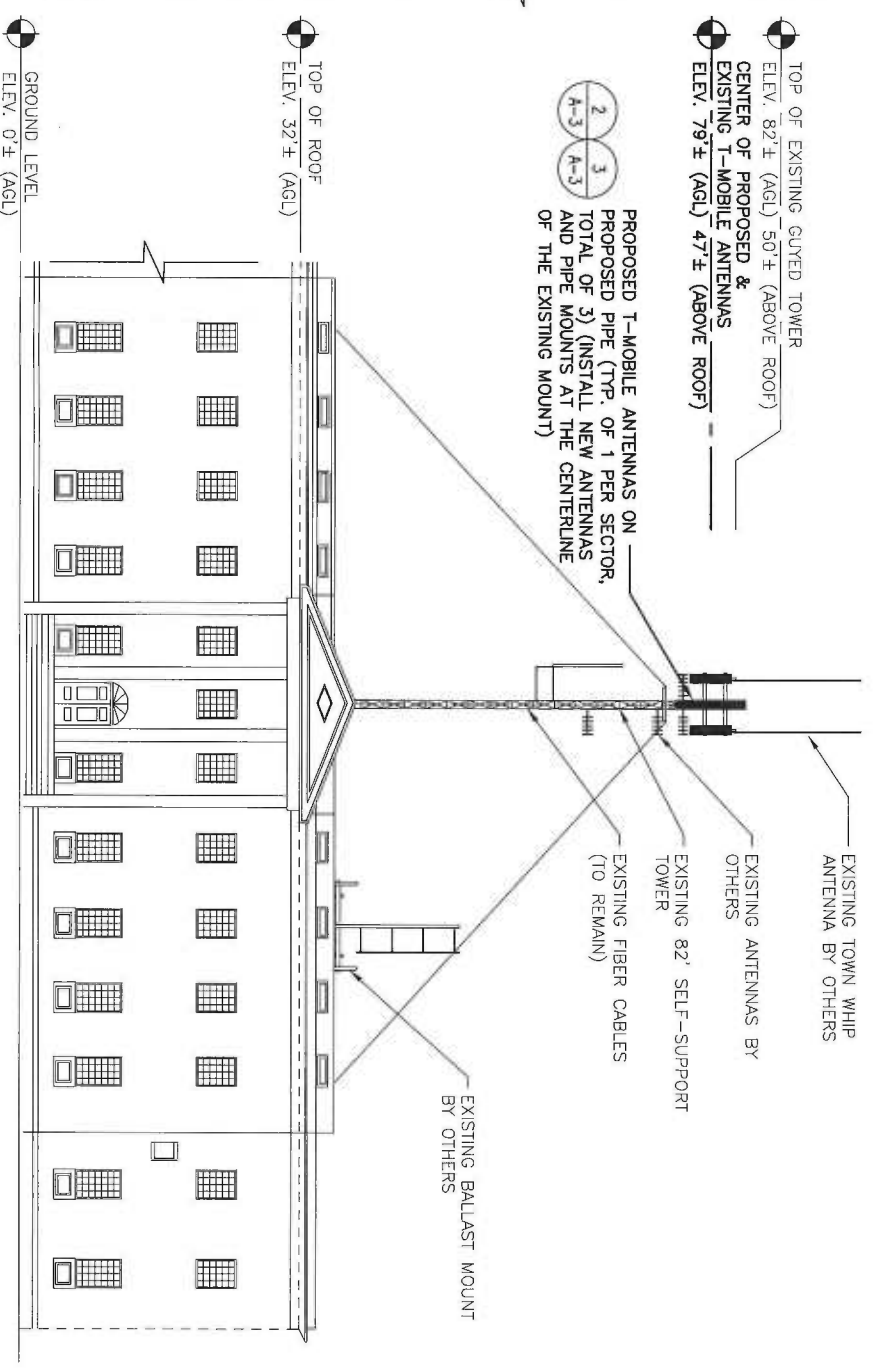 TOP OF EXISTING GUYED TOWER
ELEV. 82'± (AGL) 50'± (ABOVE ROOF)
CENTER OF PROPOSED &
EXISTING T-MOBILE ANTENNAS
ELEV. 79'± (AGL) 47'± (ABOVE ROOF)
2
A-3
3
A-3
PROPOSED T-MOBILE ANTENNAS ON
PROPOSED PIPE (TYP. OF 1 PER SECTOR,
TOTAL OF 3) (INSTALL NEW ANTENNAS
AND PIPE MOUNTS AT THE CENTERLINE
OF THE EXISTING MOUNT)
TOP OF ROOF
ELEV. 32'± (AGL)
GROUND LEVEL
ELEV. 0'± (AGL)
EXISTING TOWN WHIP
ANTENNA BY OTHERS
EXISTING ANTENNAS BY
OTHERS
EXISTING 82' SELF-SUPPORT
TOWER
EXISTING FIBER CABLES
(TO REMAIN)
EXISTING BALLAST MOUNT
BY OTHERS